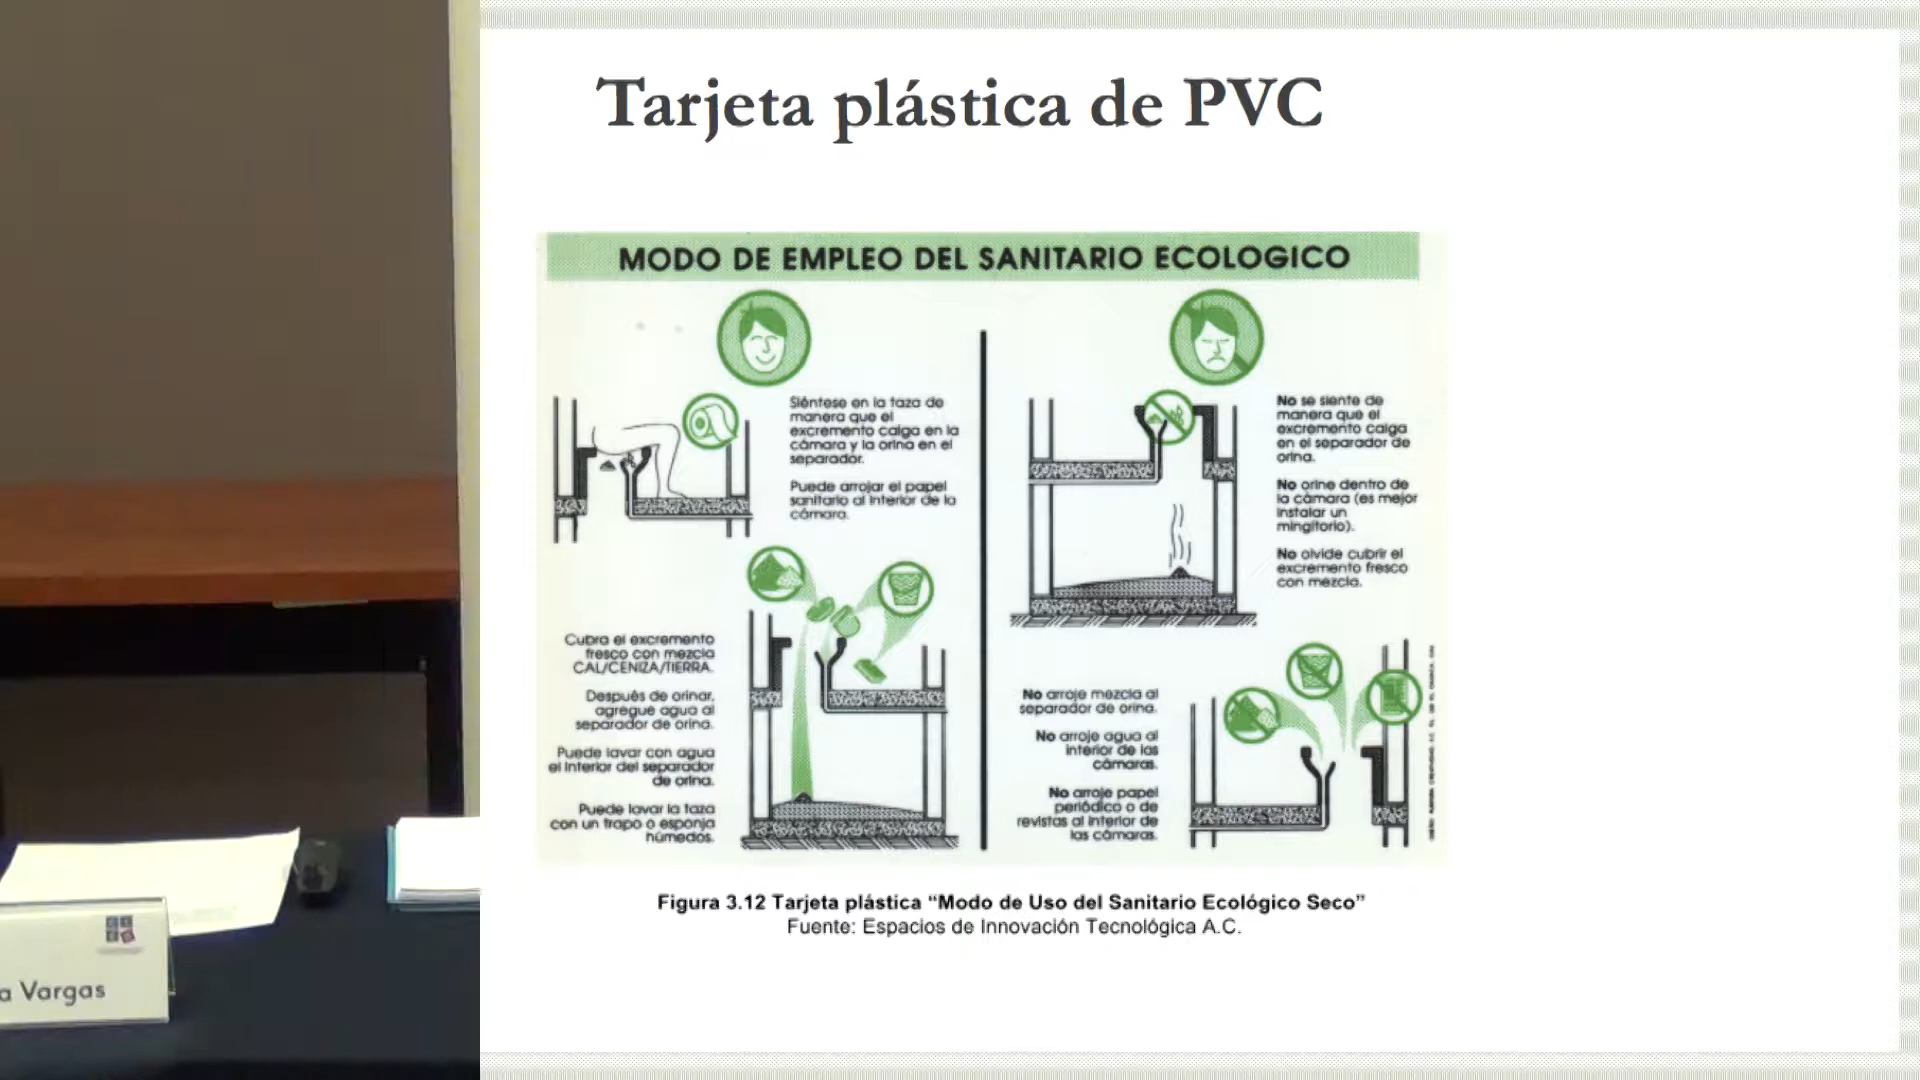 Tarjeta plástica de PVC
MODO DE EMPLEO DEL SANITARIO ECOLOGICO
Siéntese en la taza de
manera que el
excremento caiga en la
cámara y la orina en el
separador.
Puede arrojar el papel
sanitario al interior de la
cámara.
Cubra el excremento
fresco con mezcla
CAL/CENIZA/TIERRA.
Después de orinar,
agregue agua al
separador de orina.
Puede lavar con agua
el interior del separador
de orina.
Puede lavar la taza
con un trapo o esponja
húmedos.
No se siente de
manera que el
excremento caiga
en el separador de
orina.
No orine dentro de
la cámara (es mejor
instalar un
mingitorio).
No olvide cubrir el
excremento fresco
con mezcla.
No arroje mezcla al
separador de orina.
No arroje agua al
interior de las
cámaras.
No arroje papel
periódico o de
revistas al interior de
las cámaras.
Figura 3.12 Tarjeta plástica “Modo de Uso del Sanitario Ecológico Seco”
Fuente: Espacios de Innovación Tecnológica A.C.
a Vargas